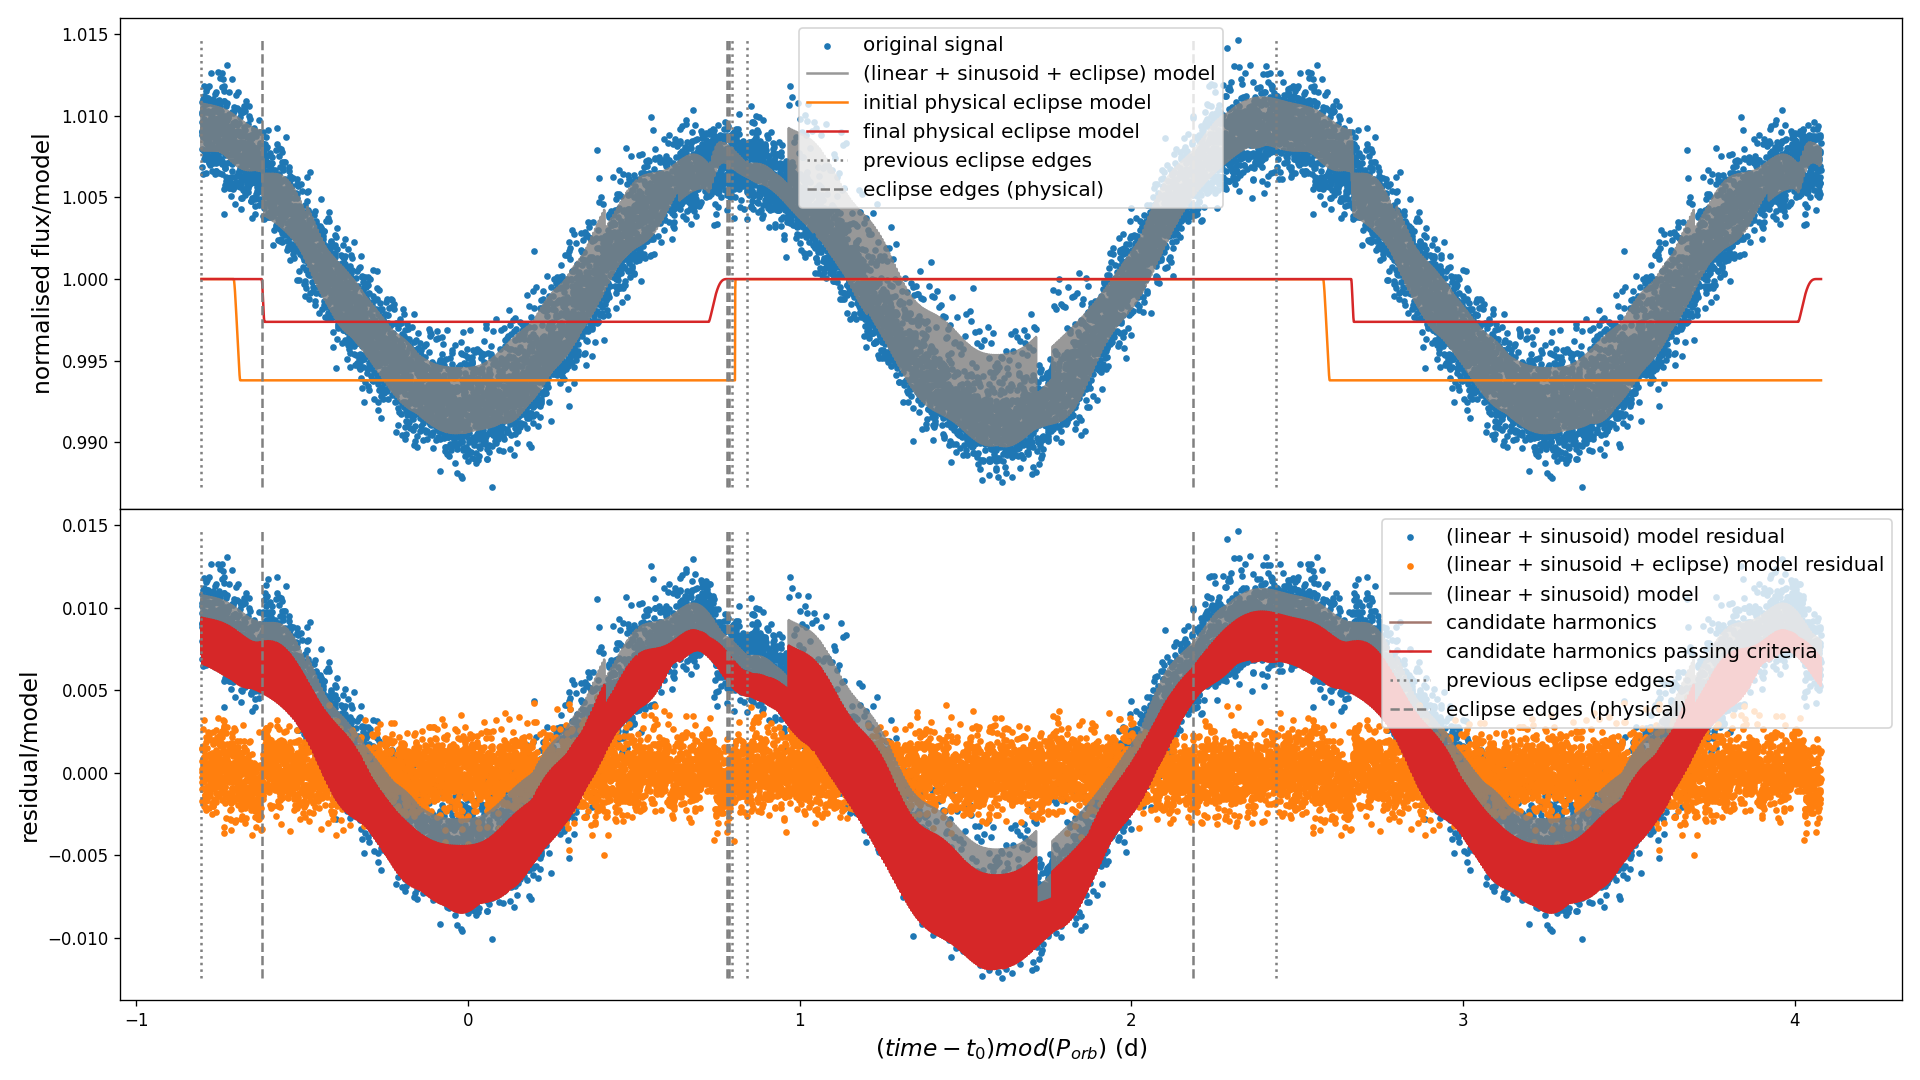 1.015
1.010
1.005
1.000
0.995
0.990
normalised flux/model
original signal
(linear + sinusoid + eclipse) model
initial physical eclipse model
final physical eclipse model
previous eclipse edges
eclipse edges (physical)
0.015
0.010
0.005
0.000
−0.005
−0.010
residual/model
(linear + sinusoid) model residual
(linear + sinusoid + eclipse) model residual
(linear + sinusoid) model
candidate harmonics
candidate harmonics passing criteria
previous eclipse edges
eclipse edges (physical)
−1 0 1 2 3 4
(time − t₀)mod(P_orb) (d)